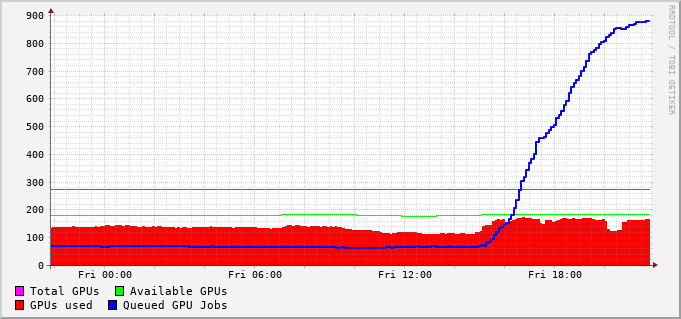 900
800
700
600
500
400
300
200
100
0
Fri 00:00 Fri 06:00 Fri 12:00 Fri 18:00
Total GPUs Available GPUs
GPUs used Queued GPU Jobs
RRDTOOL / TOBI OETIKER